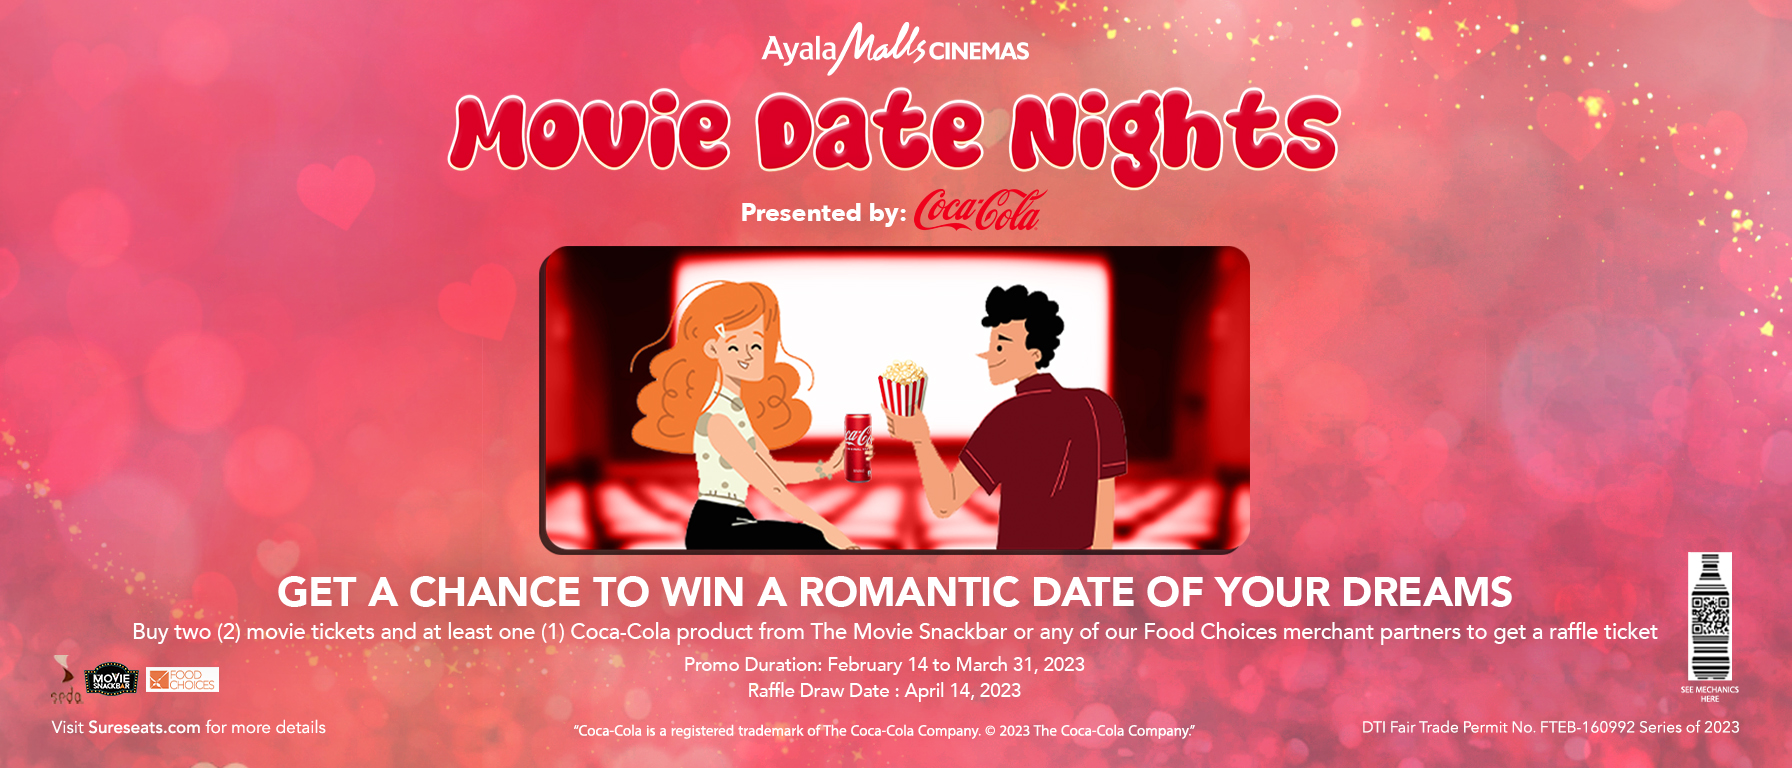 Ayala Malls CINEMAS
Movie Date Nights
Presented by: Coca-Cola
GET A CHANCE TO WIN A ROMANTIC DATE OF YOUR DREAMS
Buy two (2) movie tickets and at least one (1) Coca-Cola product from The Movie Snackbar or any of our Food Choices merchant partners to get a raffle ticket
Promo Duration: February 14 to March 31, 2023
Raffle Draw Date : April 14, 2023
seda
MOVIE
SNACKBAR
FOOD
CHOICES
SEE MECHANICS
HERE
Visit Sureseats.com for more details
“Coca-Cola is a registered trademark of The Coca-Cola Company. © 2023 The Coca-Cola Company.”
DTI Fair Trade Permit No. FTEB-160992 Series of 2023